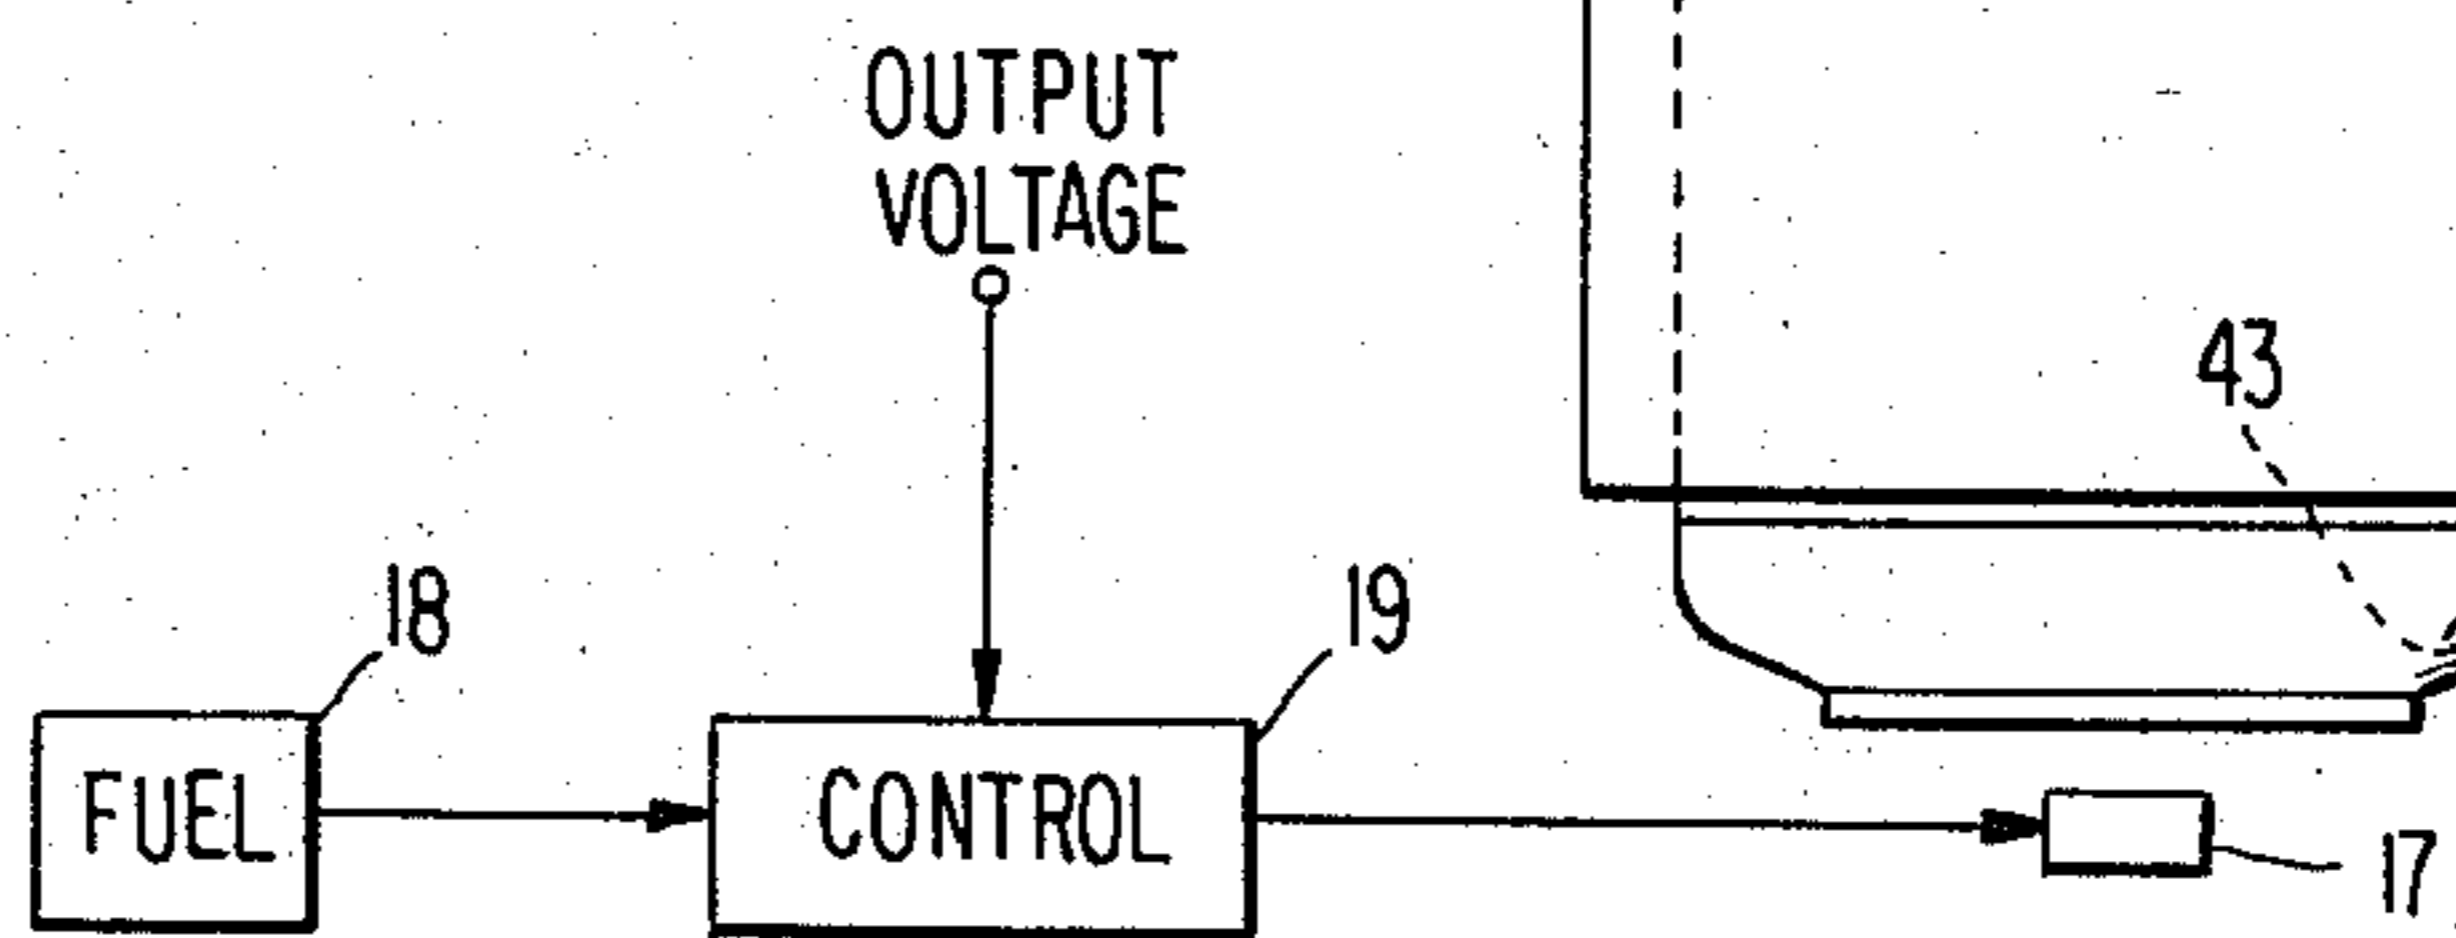 OUTPUT
VOLTAGE
43
18
19
FUEL
CONTROL
17